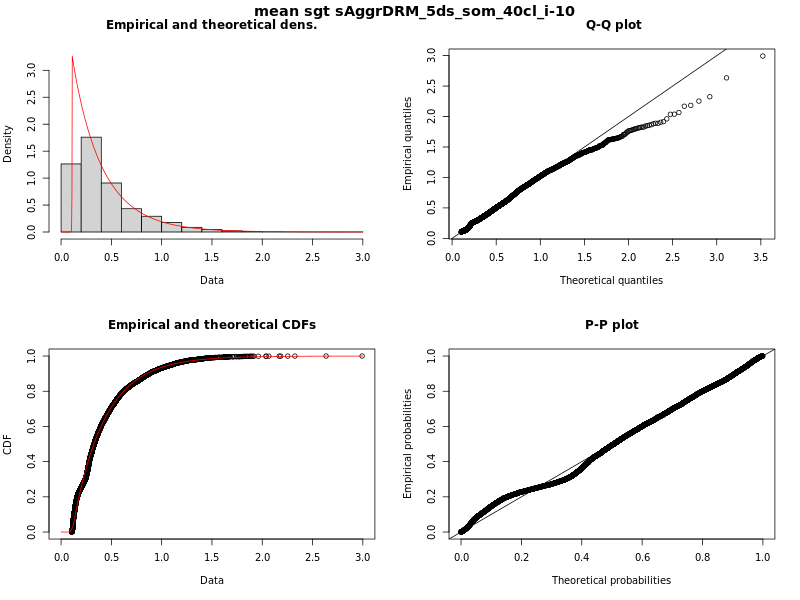 mean sgt sAggrDRM_5ds_som_40cl_i-10
Empirical and theoretical dens.
Density
0.0 0.5 1.0 1.5 2.0 2.5 3.0
0.0 0.5 1.0 1.5 2.0 2.5 3.0
Data
Q-Q plot
Empirical quantiles
0.0 0.5 1.0 1.5 2.0 2.5 3.0
0.0 0.5 1.0 1.5 2.0 2.5 3.0 3.5
Theoretical quantiles
Empirical and theoretical CDFs
CDF
0.0 0.2 0.4 0.6 0.8 1.0
0.0 0.5 1.0 1.5 2.0 2.5 3.0
Data
P-P plot
Empirical probabilities
0.0 0.2 0.4 0.6 0.8 1.0
0.0 0.2 0.4 0.6 0.8 1.0
Theoretical probabilities